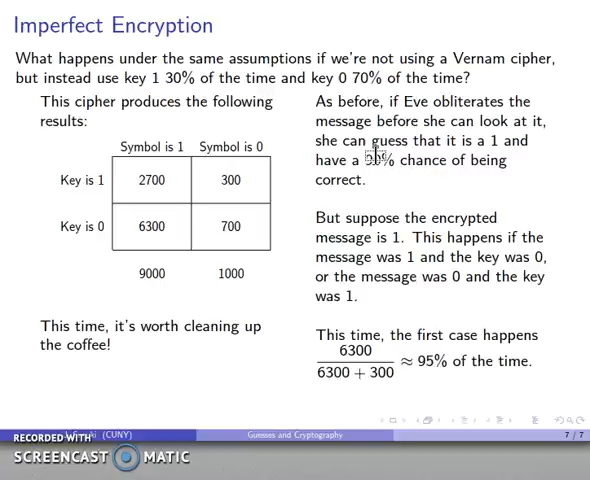 Imperfect Encryption
What happens under the same assumptions if we're not using a Vernam cipher,
but instead use key 1 30% of the time and key 0 70% of the time?
This cipher produces the following
results:
Symbol is 1 Symbol is 0
Key is 1 2700 300
Key is 0 6300 700
9000 1000
This time, it's worth cleaning up
the coffee!
As before, if Eve obliterates the
message before she can look at it,
she can guess that it is a 1 and
have a % chance of being
correct.
But suppose the encrypted
message is 1. This happens if the
message was 1 and the key was 0,
or the message was 0 and the key
was 1.
This time, the first case happens
6300
6300 + 300
≈ 95% of the time.
(CUNY) Guesses and Cryptography 7 / 7
RECORDED WITH
SCREENCAST MATIC